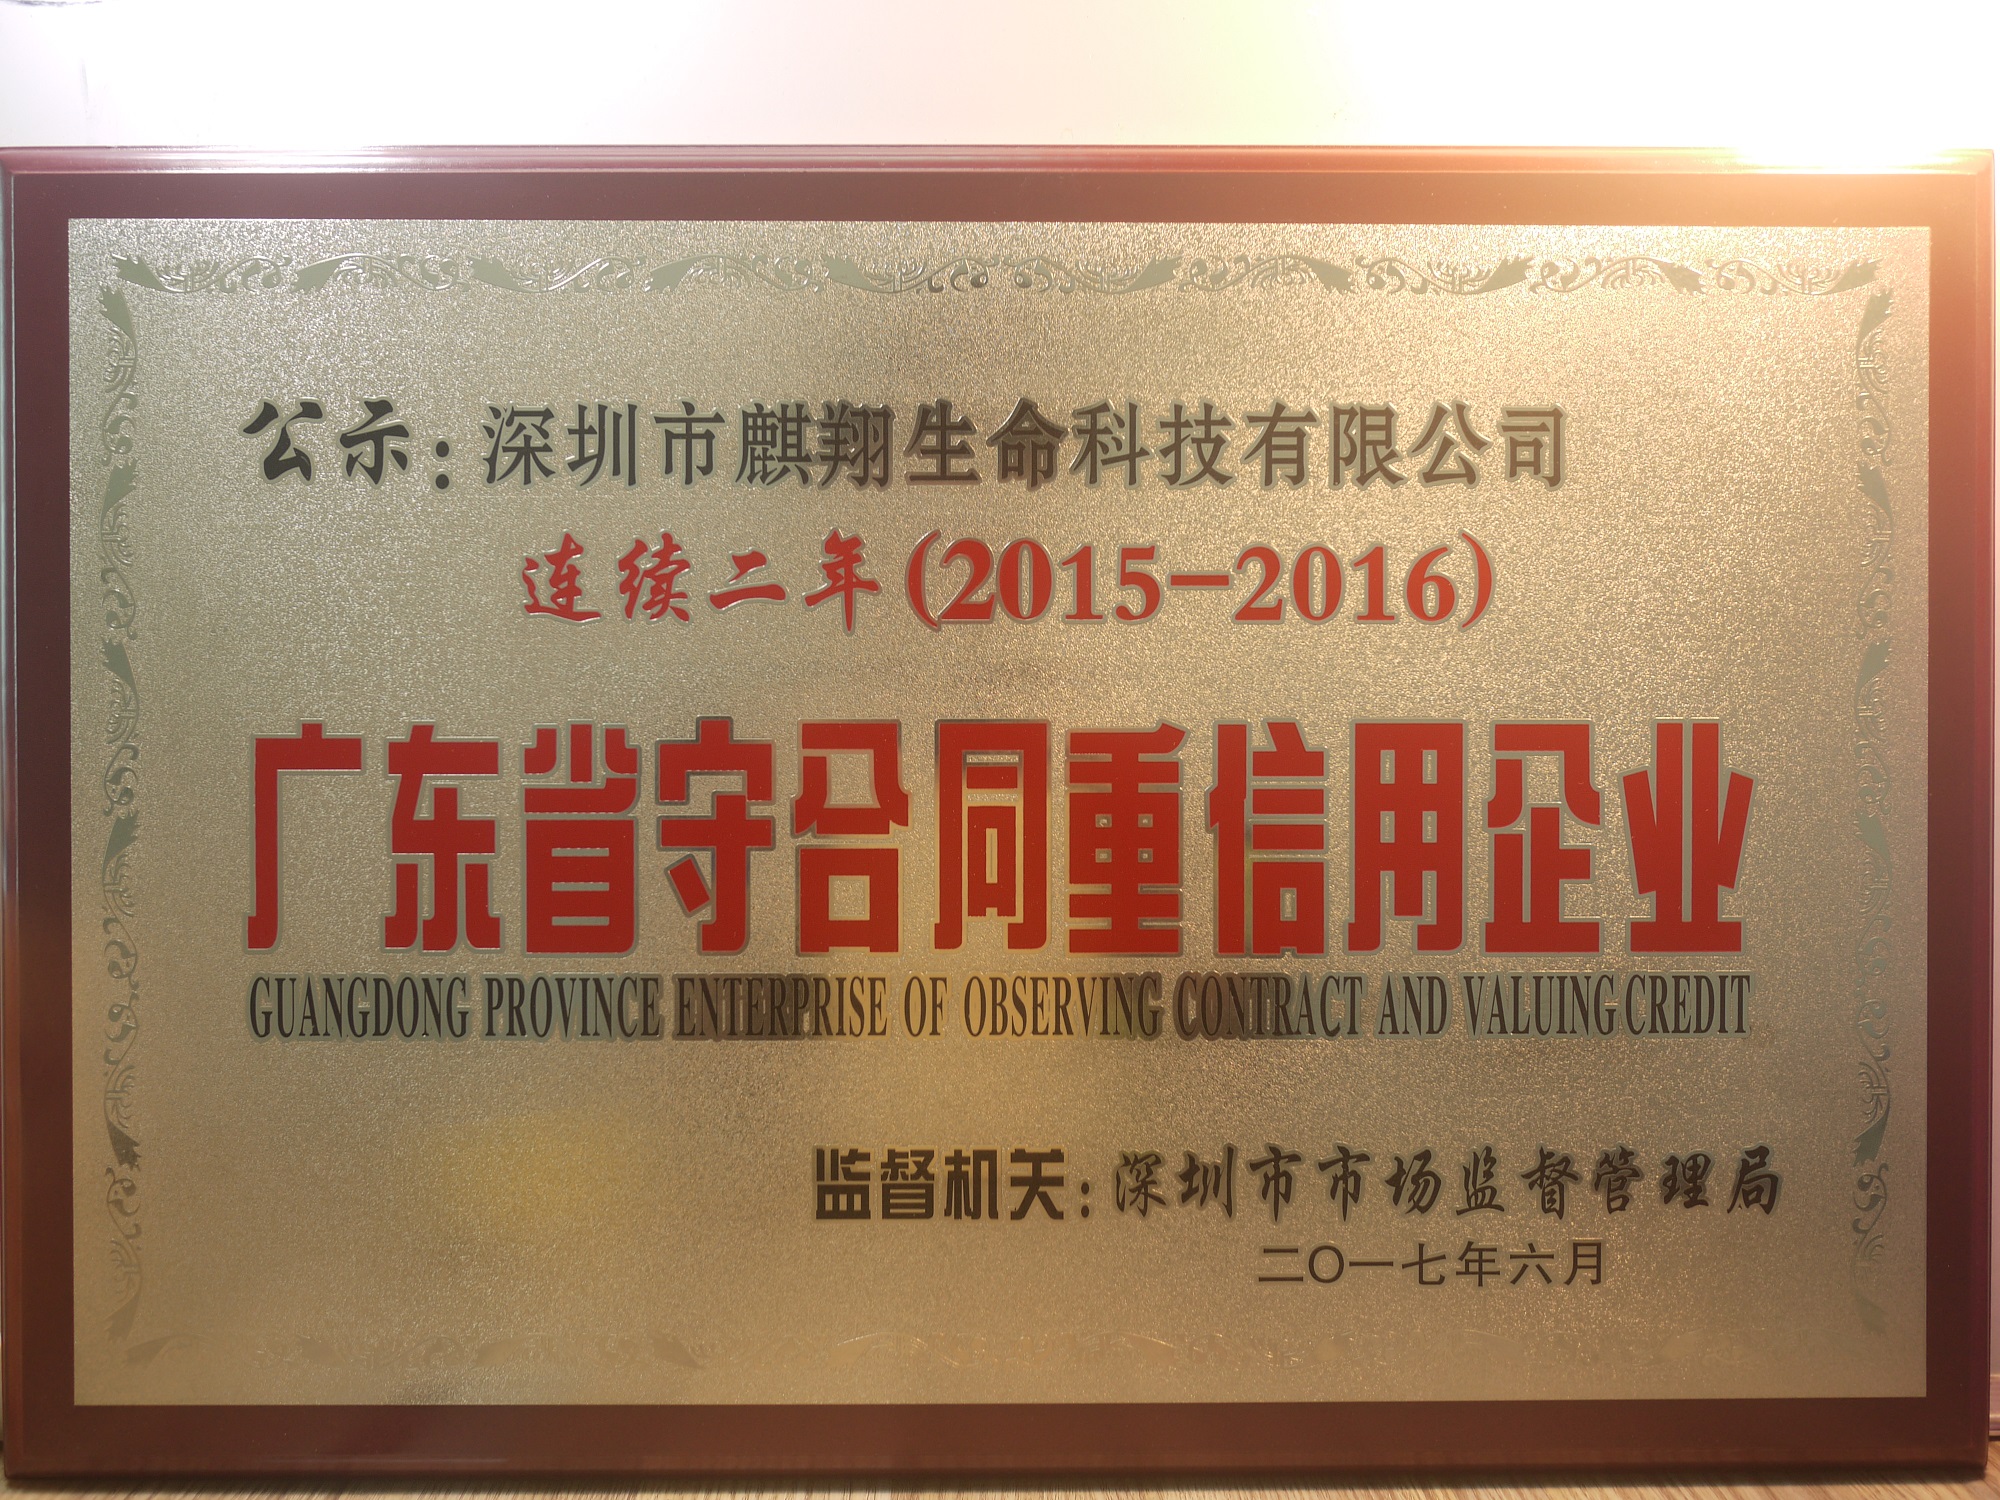 公示：深圳市麒翔生命科技有限公司
连续二年(2015-2016)
广东省守合同重信用企业
GUANGDONG PROVINCE ENTERPRISE OF OBSERVING CONTRACT AND VALUING CREDIT
监督机关：深圳市市场监督管理局
二〇一七年六月